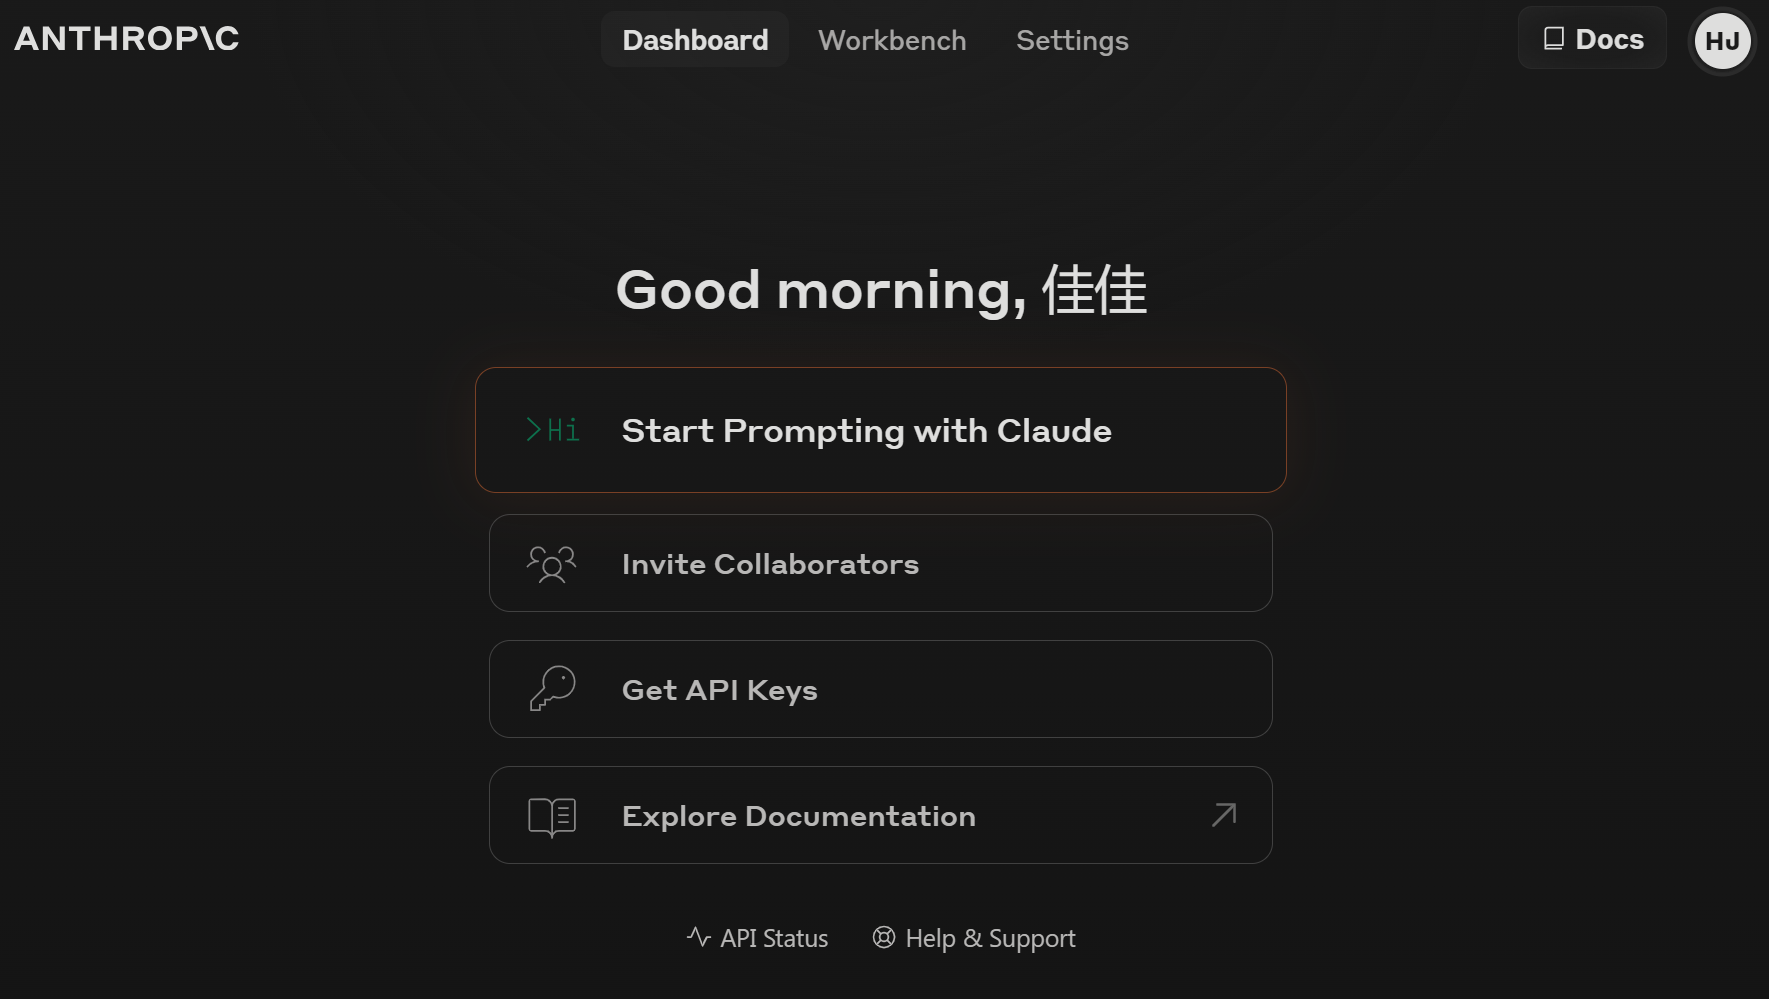 ANTHROP\C
Dashboard Workbench Settings
Docs
HJ
Good morning, 佳佳
>Hi
Start Prompting with Claude
Invite Collaborators
Get API Keys
Explore Documentation
API Status
Help & Support